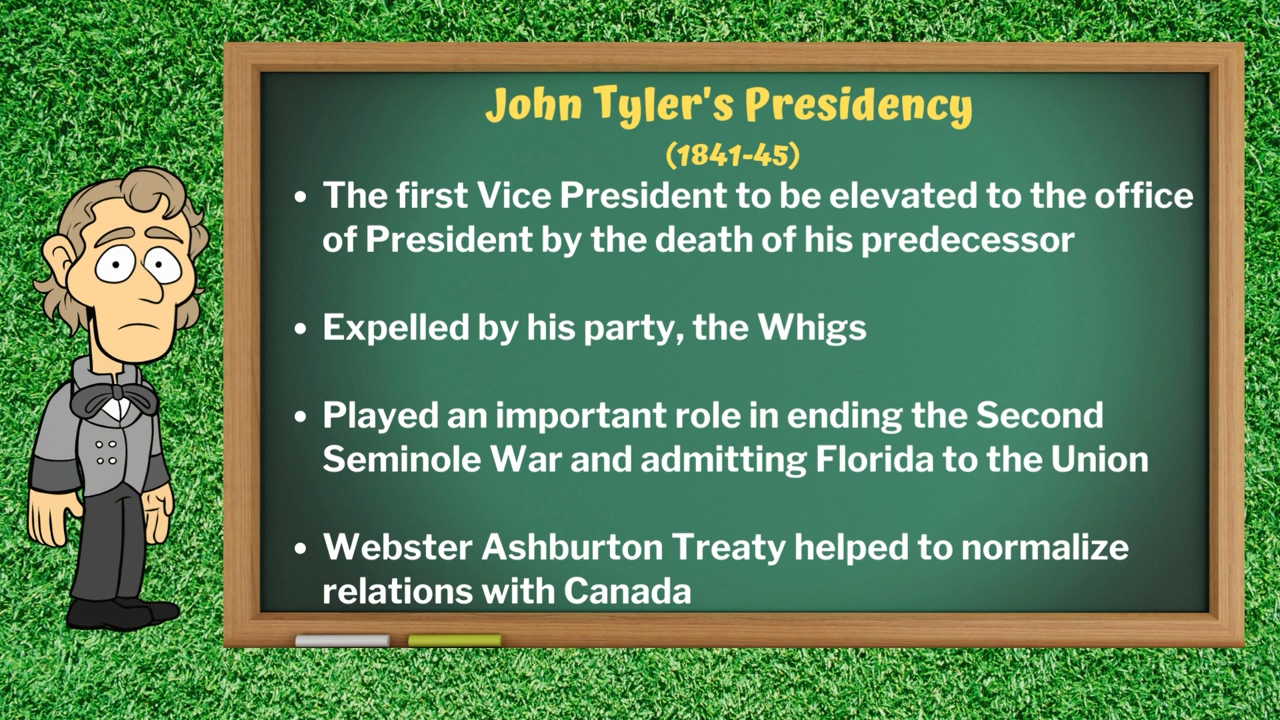 John Tyler's Presidency
(1841-45)
• The first Vice President to be elevated to the office
of President by the death of his predecessor
• Expelled by his party, the Whigs
• Played an important role in ending the Second
Seminole War and admitting Florida to the Union
• Webster Ashburton Treaty helped to normalize
relations with Canada